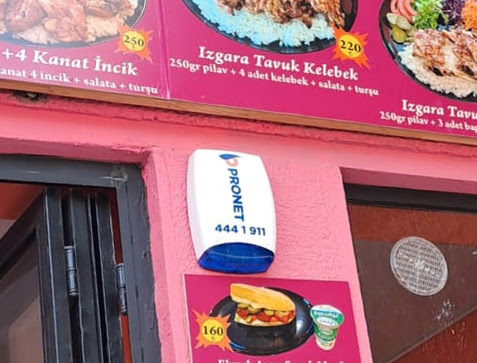 +4 Kanat İncik
anat 4 incik + salata + turşu
250
Izgara Tavuk Kelebek
250gr pilav + 4 adet kelebek + salata + turşu
220
Izgara Tavu
250gr pilav + 3 adet ba
PRONET
444 1 911
160